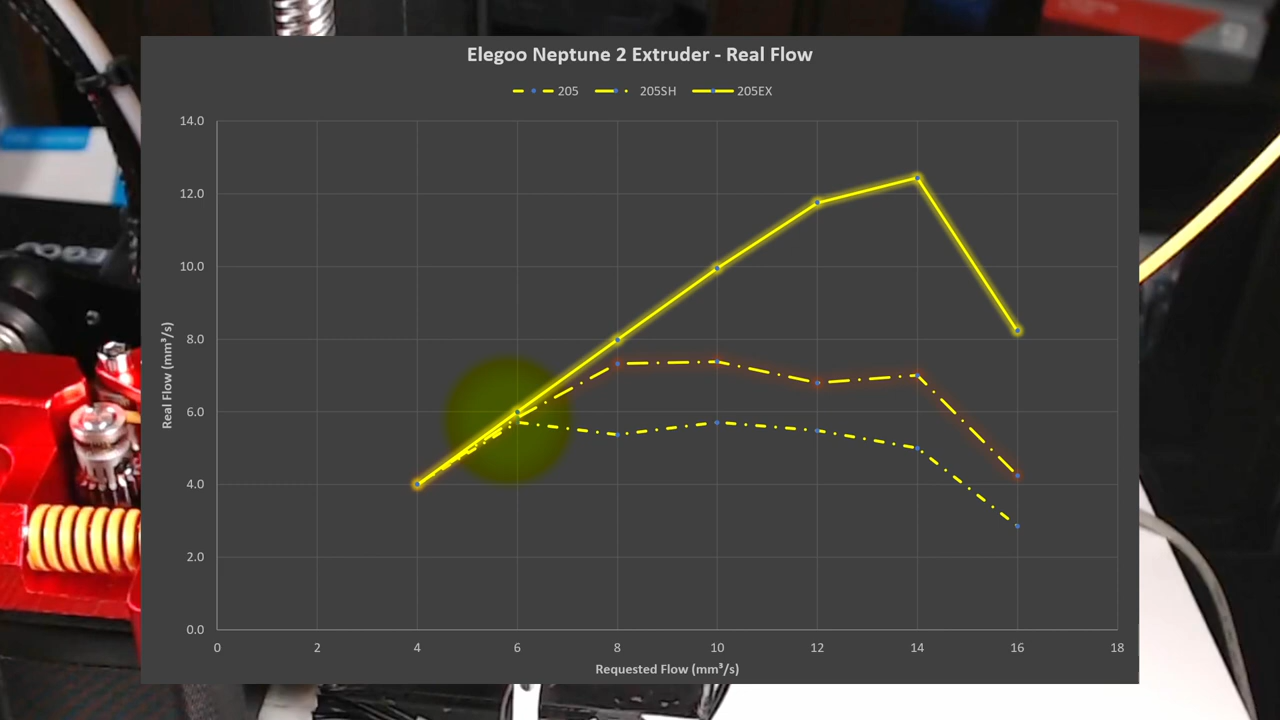 Elegoo Neptune 2 Extruder - Real Flow
205 205SH 205EX
14.0
12.0
10.0
8.0
6.0
4.0
2.0
0.0
Real Flow (mm³/s)
0 2 4 6 8 10 12 14 16 18
Requested Flow (mm³/s)